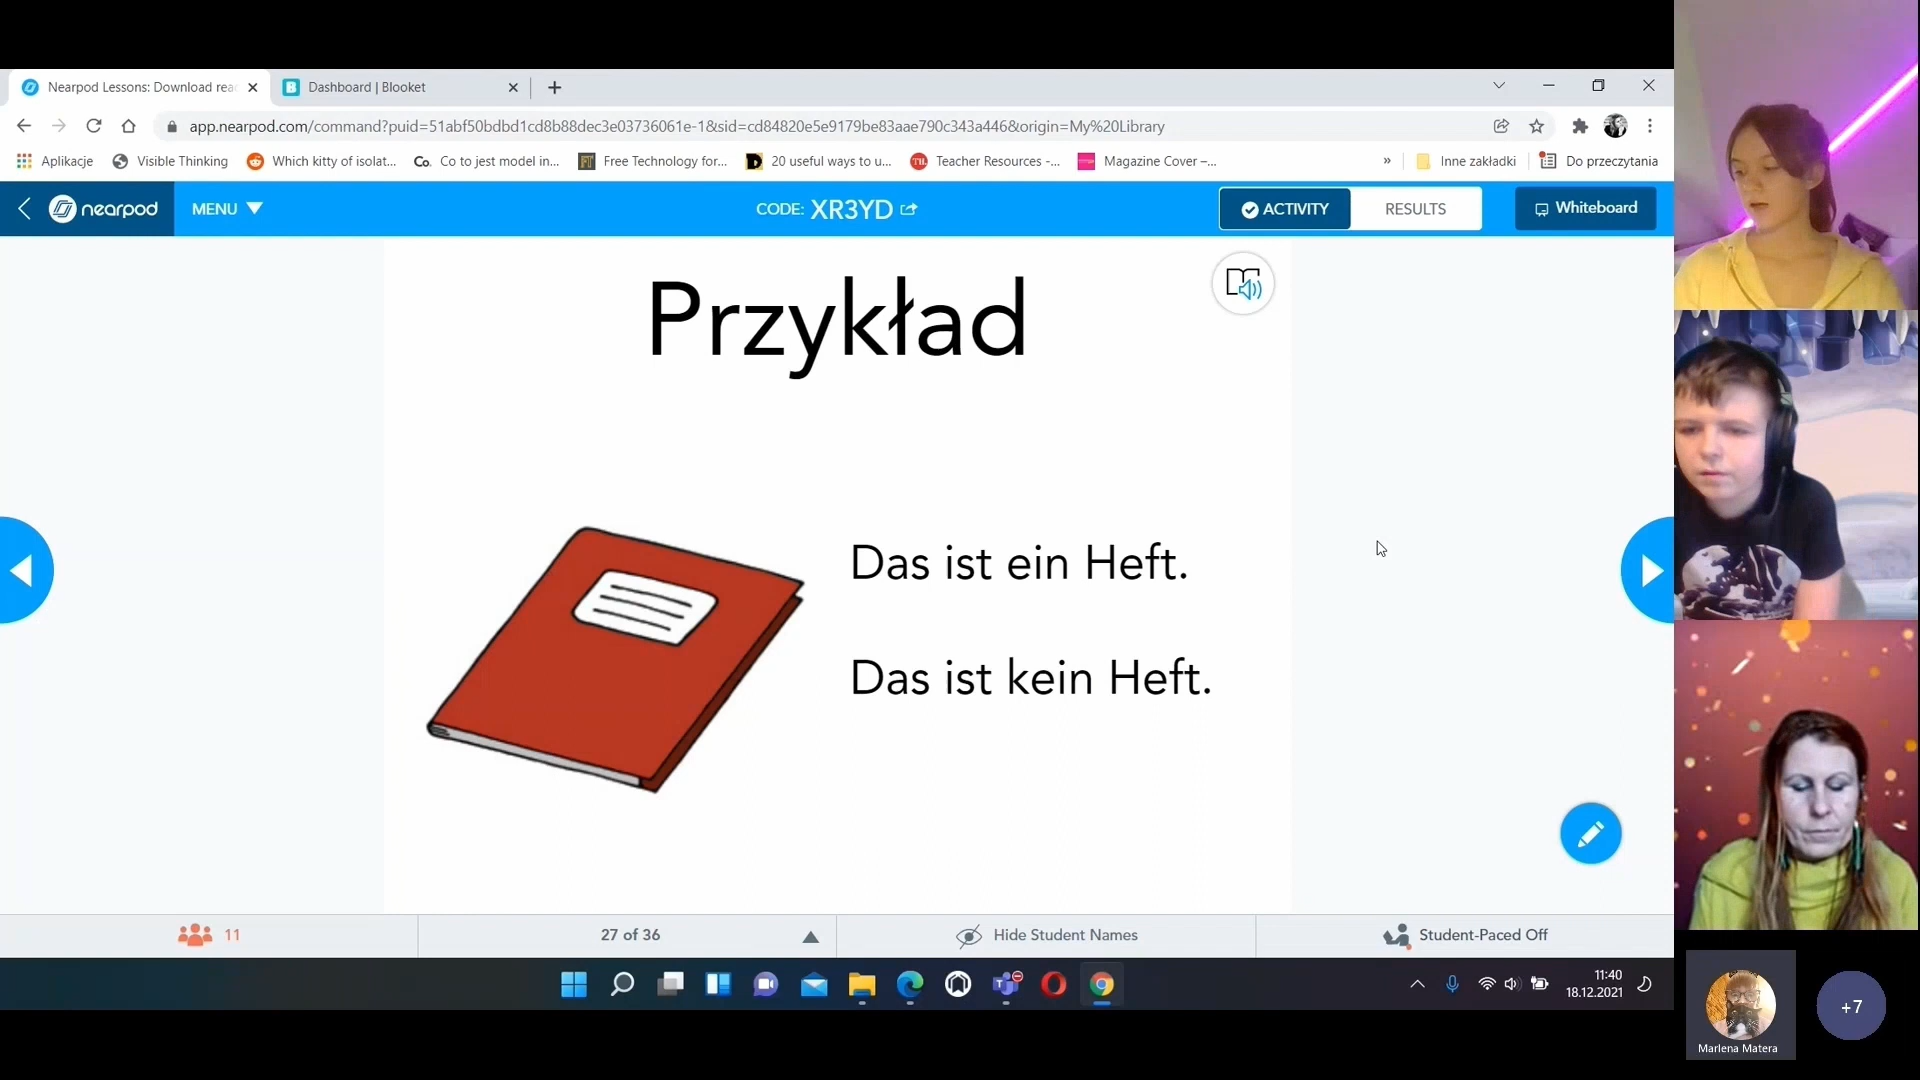 Nearpod Lessons: Download rea
Dashboard | Blooket
app.nearpod.com/command?puid=51abf50bdbd1cd8b88dec3e03736061e-1&sid=cd84820e5e9179be83aae790c343a446&origin=My%20Library
Aplikacje
Visible Thinking
Which kitty of isolat...
Co. Co to jest model in...
Free Technology for...
20 useful ways to u...
Teacher Resources -...
Magazine Cover –...
»
Inne zakładki
Do przeczytania
nearpod
MENU
CODE: XR3YD
ACTIVITY
RESULTS
Whiteboard
Przykład
Das ist ein Heft.
Das ist kein Heft.
11
27 of 36
Hide Student Names
Student-Paced Off
11:40
18.12.2021
Marlena Matera
+7